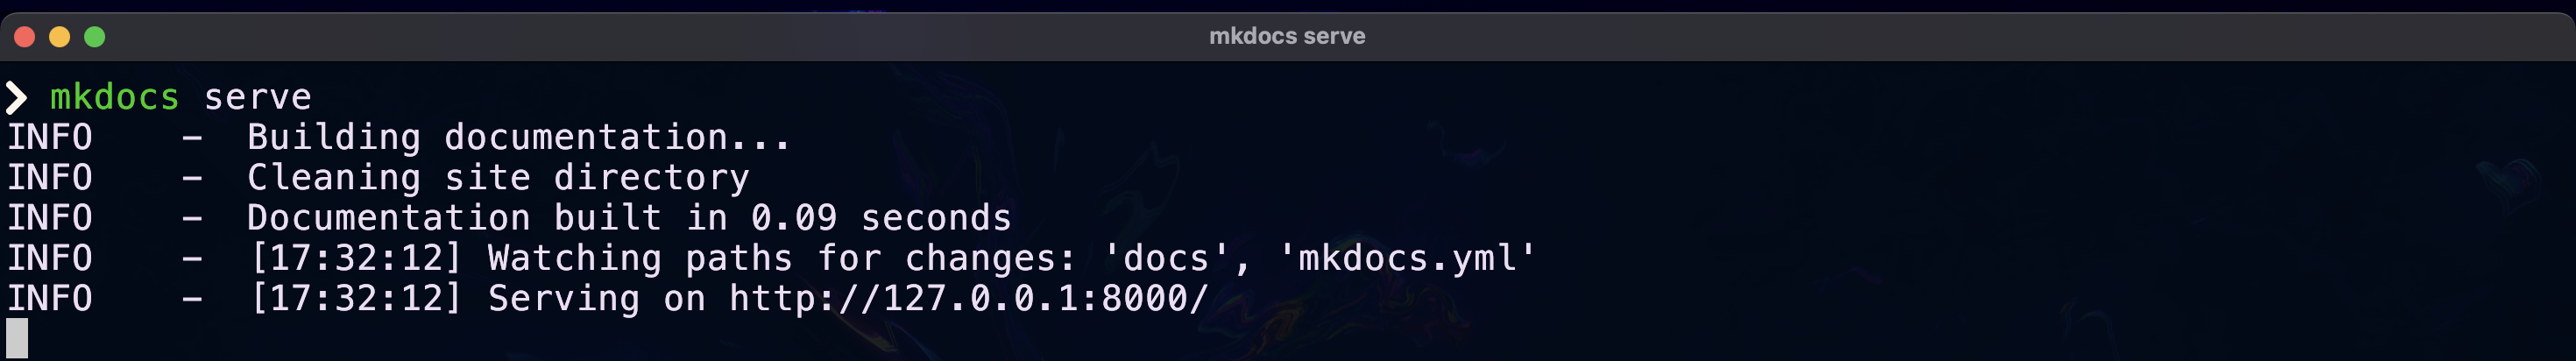 mkdocs serve
❯ mkdocs serve
INFO    -  Building documentation...
INFO    -  Cleaning site directory
INFO    -  Documentation built in 0.09 seconds
INFO    -  [17:32:12] Watching paths for changes: 'docs', 'mkdocs.yml'
INFO    -  [17:32:12] Serving on http://127.0.0.1:8000/